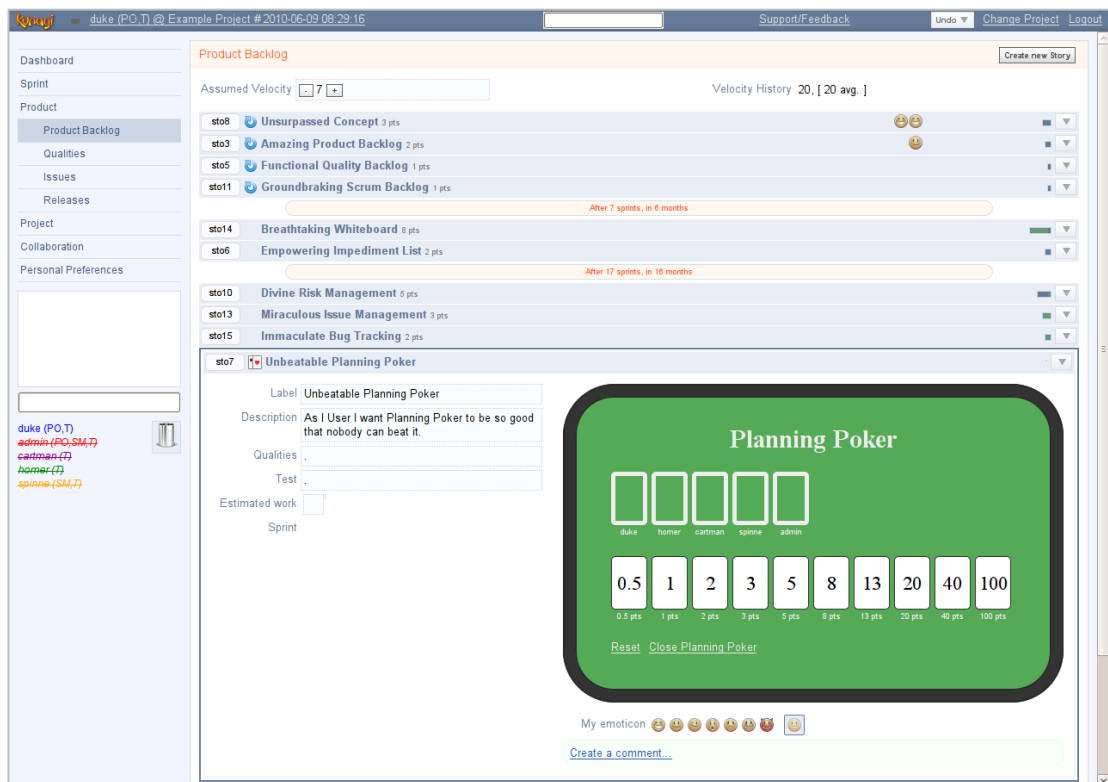 Kunagi duke (PO,T) @ Example Project # 2010-06-09 08:29:16 Support/Feedback Undo Change Project Logout
Dashboard
Sprint
Product
Product Backlog
Qualities
Issues
Releases
Project
Collaboration
Personal Preferences
duke (PO,T)
admin (PO,SM,T)
cartman (T)
homer (T)
spinne (SM,T)
Product Backlog Create new Story
Assumed Velocity - 7 + Velocity History 20, [ 20 avg. ]
sto8 Unsurpassed Concept 3 pts
sto3 Amazing Product Backlog 2 pts
sto5 Functional Quality Backlog 1 pts
sto11 Groundbraking Scrum Backlog 1 pts
After 7 sprints, in 6 months
sto14 Breathtaking Whiteboard 8 pts
sto6 Empowering Impediment List 2 pts
After 17 sprints, in 16 months
sto10 Divine Risk Management 5 pts
sto13 Miraculous Issue Management 3 pts
sto15 Immaculate Bug Tracking 2 pts
sto7 Unbeatable Planning Poker
Label Unbeatable Planning Poker
Description As I User I want Planning Poker to be so good
that nobody can beat it.
Qualities .
Test .
Estimated work
Sprint
Planning Poker
duke homer cartman spinne admin
0.5 1 2 3 5 8 13 20 40 100
0.5 pts 1 pts 2 pts 3 pts 5 pts 8 pts 13 pts 20 pts 40 pts 100 pts
Reset Close Planning Poker
My emoticon
Create a comment...